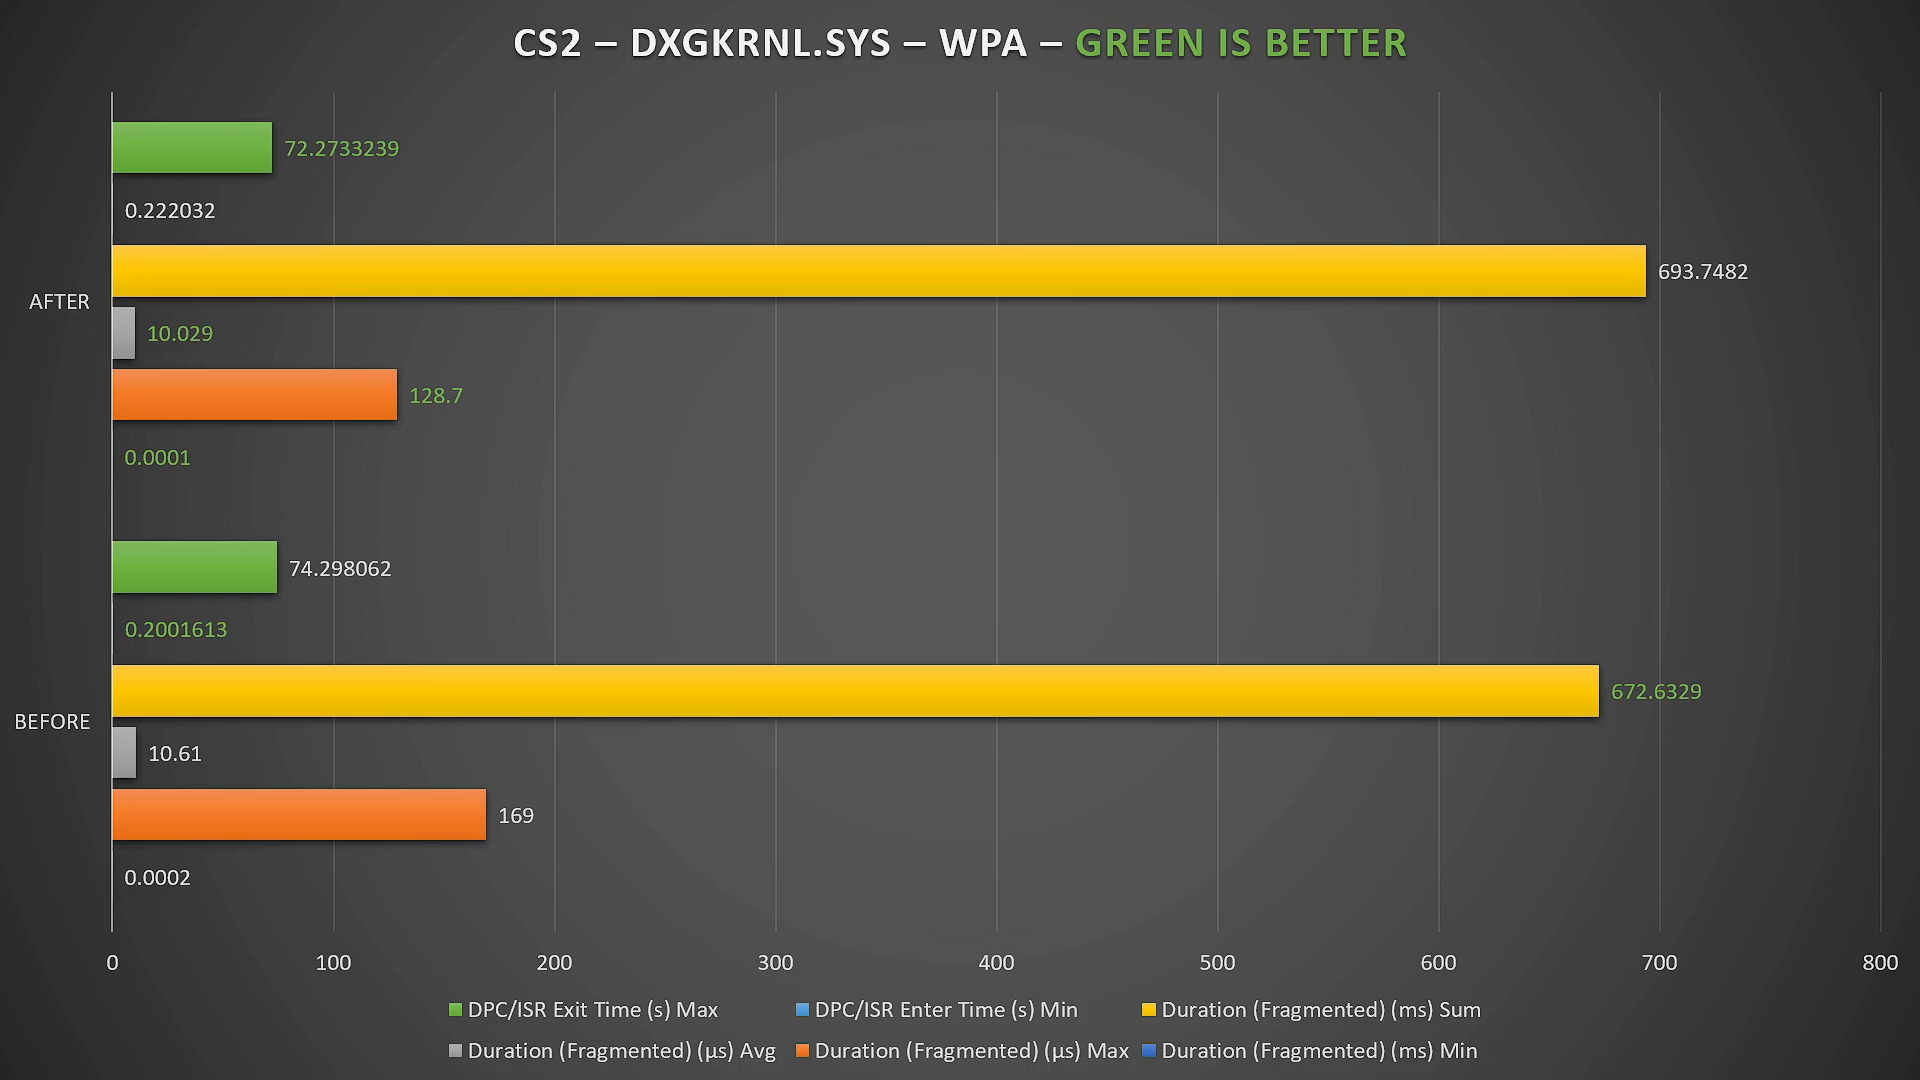 CS2 – DXGKRNL.SYS – WPA – GREEN IS BETTER
72.2733239
0.222032
693.7482
AFTER
10.029
128.7
0.0001
74.298062
0.2001613
672.6329
BEFORE
10.61
169
0.0002
0 100 200 300 400 500 600 700 800
DPC/ISR Exit Time (s) Max DPC/ISR Enter Time (s) Min Duration (Fragmented) (ms) Sum
Duration (Fragmented) (µs) Avg Duration (Fragmented) (µs) Max Duration (Fragmented) (ms) Min